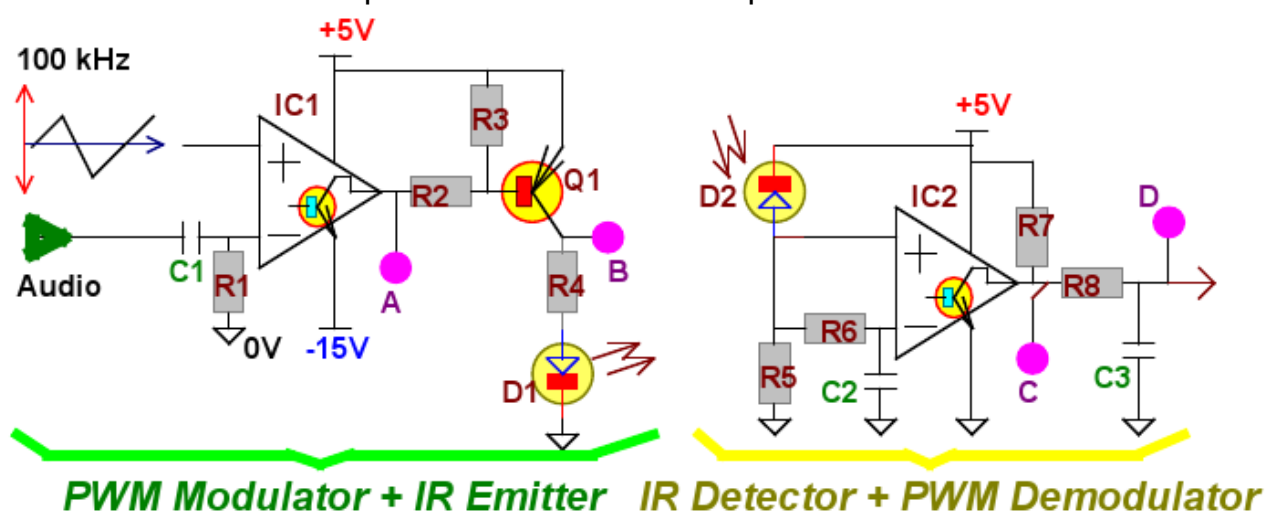 +5V
100 kHz
IC1
R3
+
R2
Q1
Audio
C1
R1
−
A
B
R4
0V
-15V
D1
+5V
D2
IC2
D
+
R7
R8
R6
−
R5
C2
C
C3
PWM Modulator + IR Emitter
IR Detector + PWM Demodulator